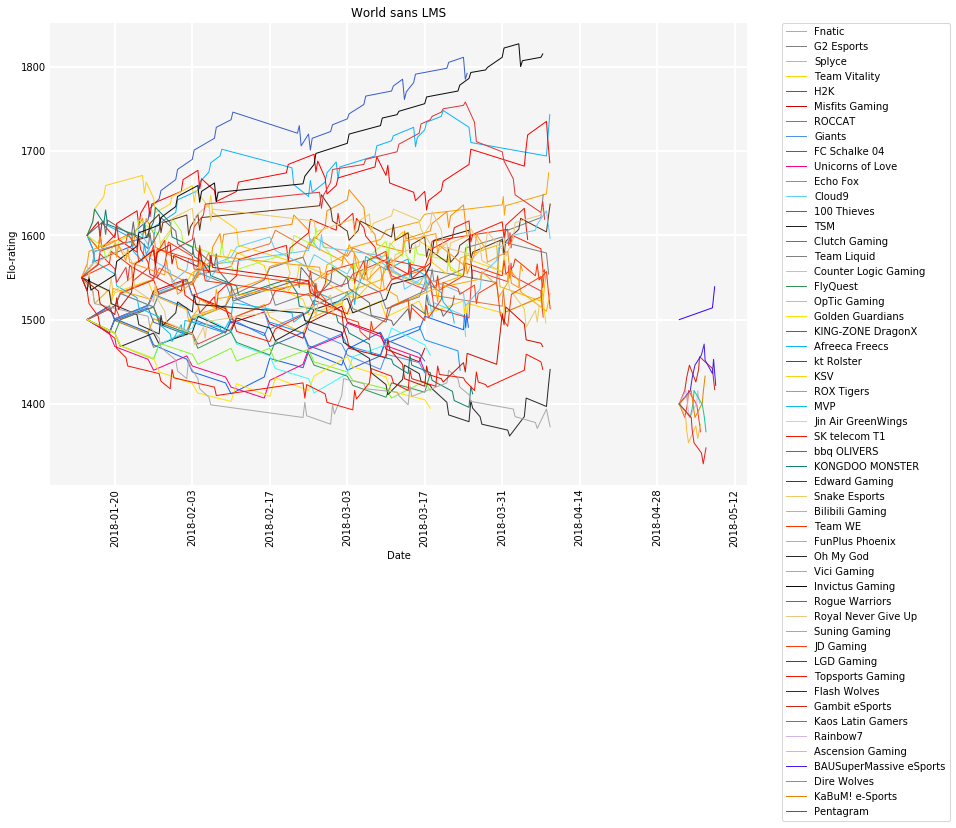 World sans LMS
Elo-rating
1800
1700
1600
1500
1400
2018-01-20
2018-02-03
2018-02-17
2018-03-03
2018-03-17
2018-03-31
2018-04-14
2018-04-28
2018-05-12
Date
Fnatic
G2 Esports
Splyce
Team Vitality
H2K
Misfits Gaming
ROCCAT
Giants
FC Schalke 04
Unicorns of Love
Echo Fox
Cloud9
100 Thieves
TSM
Clutch Gaming
Team Liquid
Counter Logic Gaming
FlyQuest
OpTic Gaming
Golden Guardians
KING-ZONE DragonX
Afreeca Freecs
kt Rolster
KSV
ROX Tigers
MVP
Jin Air GreenWings
SK telecom T1
bbq OLIVERS
KONGDOO MONSTER
Edward Gaming
Snake Esports
Bilibili Gaming
Team WE
FunPlus Phoenix
Oh My God
Vici Gaming
Invictus Gaming
Rogue Warriors
Royal Never Give Up
Suning Gaming
JD Gaming
LGD Gaming
Topsports Gaming
Flash Wolves
Gambit eSports
Kaos Latin Gamers
Rainbow7
Ascension Gaming
BAUSuperMassive eSports
Dire Wolves
KaBuM! e-Sports
Pentagram